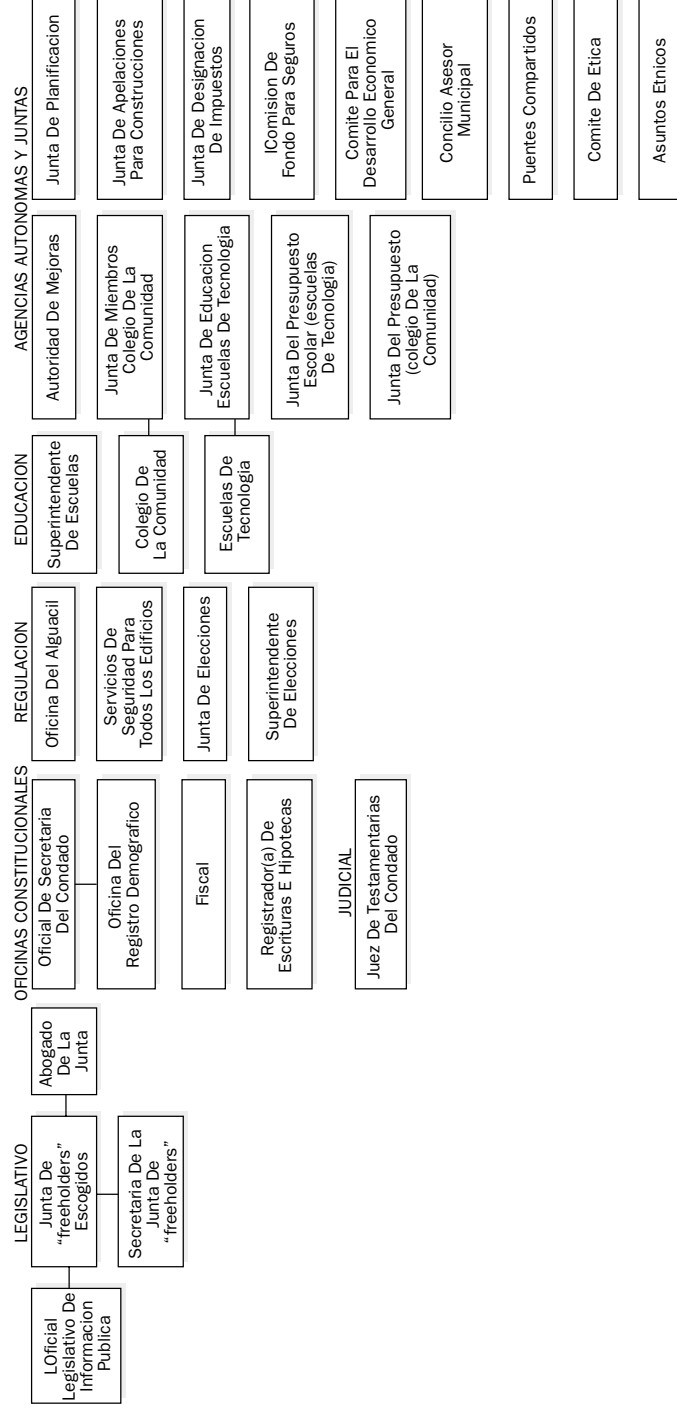 LEGISLATIVO
LOficial
Legislativo De
Informacion
Publica
Junta De
“freeholders”
Escogidos
Abogado
De La
Junta
Secretaria De La
Junta De
“freeholders”
OFICINAS CONSTITUCIONALES
Oficial De Secretaria
Del Condado
Oficina Del
Registro Demografico
Fiscal
Registrador(a) De
Escrituras E Hipotecas
JUDICIAL
Juez De Testamentarias
Del Condado
REGULACION
Oficina Del Alguacil
Servicios De
Seguridad Para
Todos Los Edificios
Junta De Elecciones
Superintendente
De Elecciones
EDUCACION
Superintendente
De Escuelas
Colegio De
La Comunidad
Escuelas De
Tecnologia
AGENCIAS AUTONOMAS Y JUNTAS
Autoridad De Mejoras
Junta De Miembros
Colegio De La
Comunidad
Junta De Educacion
Escuelas De Tecnologia
Junta Del Presupuesto
Escolar (escuelas
De Tecnologia)
Junta Del Presupuesto
(colegio De La
Comunidad)
Junta De Planificacion
Junta De Apelaciones
Para Construcciones
Junta De Designacion
De Impuestos
IComision De
Fondo Para Seguros
Comite Para El
Desarrollo Economico
General
Concilio Asesor
Municipal
Puentes Compartidos
Comite De Etica
Asuntos Etnicos